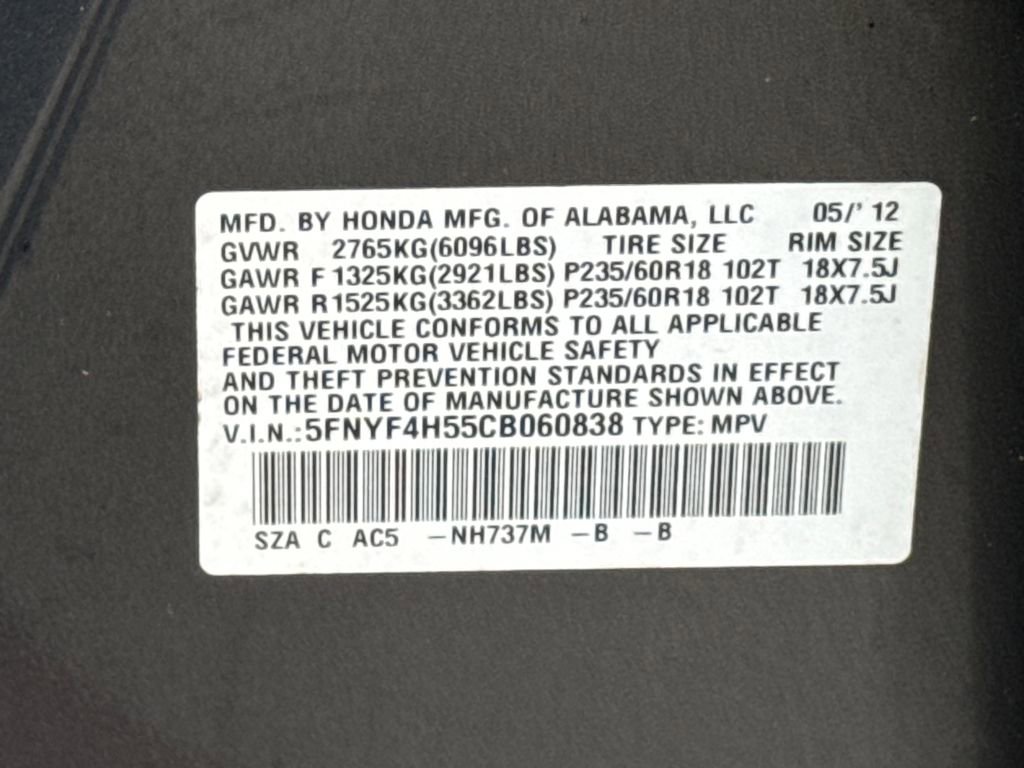 MFD. BY HONDA MFG. OF ALABAMA, LLC 05/' 12
GVWR 2765KG(6096LBS) TIRE SIZE RIM SIZE
GAWR F 1325KG(2921LBS) P235/60R18 102T 18X7.5J
GAWR R1525KG(3362LBS) P235/60R18 102T 18X7.5J
THIS VEHICLE CONFORMS TO ALL APPLICABLE
FEDERAL MOTOR VEHICLE SAFETY
AND THEFT PREVENTION STANDARDS IN EFFECT
ON THE DATE OF MANUFACTURE SHOWN ABOVE.
V.I.N.:5FNYF4H55CB060838 TYPE: MPV
SZA C AC5 –NH737M –B –B